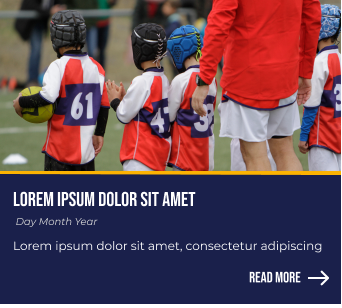 61
4
3
3
LOREM IPSUM DOLOR SIT AMET
Day Month Year
Lorem ipsum dolor sit amet, consectetur adipiscing
READ MORE